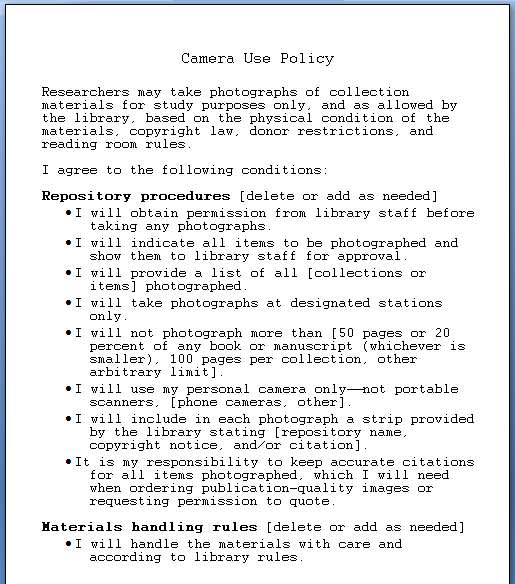 Camera Use Policy
Researchers may take photographs of collection
materials for study purposes only, and as allowed by
the library, based on the physical condition of the
materials, copyright law, donor restrictions, and
reading room rules.
I agree to the following conditions:
Repository procedures [delete or add as needed]
•I will obtain permission from library staff before
taking any photographs.
•I will indicate all items to be photographed and
show them to library staff for approval.
•I will provide a list of all [collections or
items] photographed.
•I will take photographs at designated stations
only.
•I will not photograph more than [50 pages or 20
percent of any book or manuscript (whichever is
smaller), 100 pages per collection, other
arbitrary limit].
•I will use my personal camera only—not portable
scanners, [phone cameras, other].
•I will include in each photograph a strip provided
by the library stating [repository name,
copyright notice, and/or citation].
•It is my responsibility to keep accurate citations
for all items photographed, which I will need
when ordering publication-quality images or
requesting permission to quote.
Materials handling rules [delete or add as needed]
•I will handle the materials with care and
according to library rules.